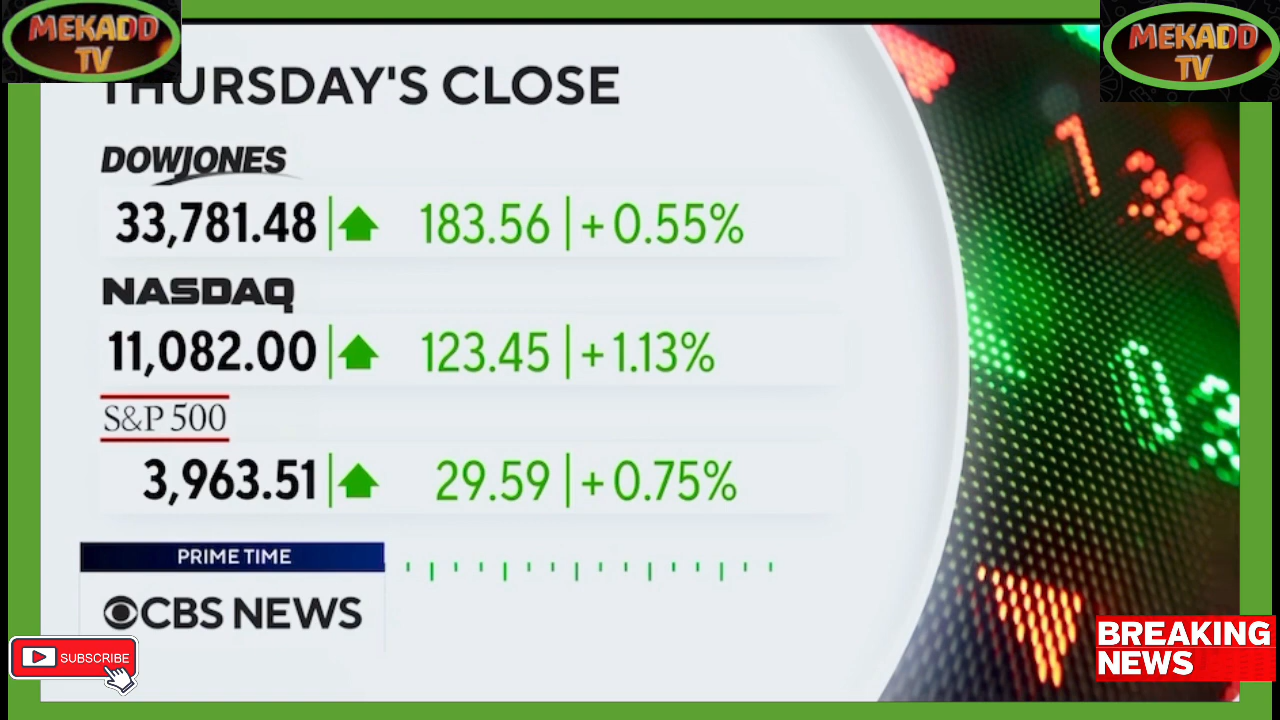 MEKADD
TV
MEKADD
TV
THURSDAY'S CLOSE
DOWJONES
33,781.48 183.56 +0.55%
NASDAQ
11,082.00 123.45 +1.13%
S&P 500
3,963.51 29.59 +0.75%
PRIME TIME
CBS NEWS
SUBSCRIBE
BREAKING
NEWS